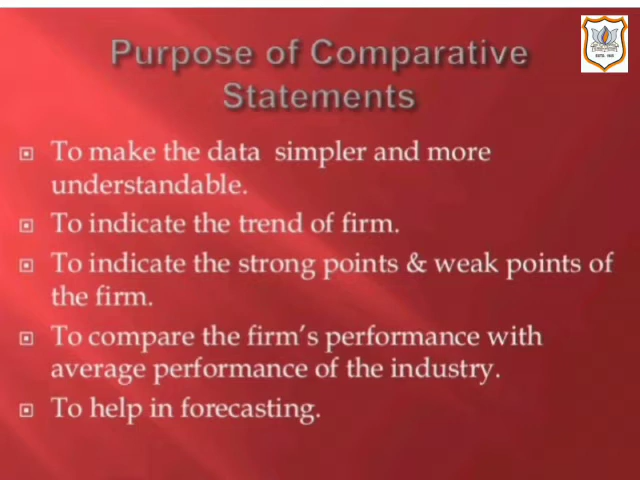 Purpose of Comparative
Statements
To make the data simpler and more
understandable.
To indicate the trend of firm.
To indicate the strong points & weak points of
the firm.
To compare the firm's performance with
average performance of the industry.
To help in forecasting.